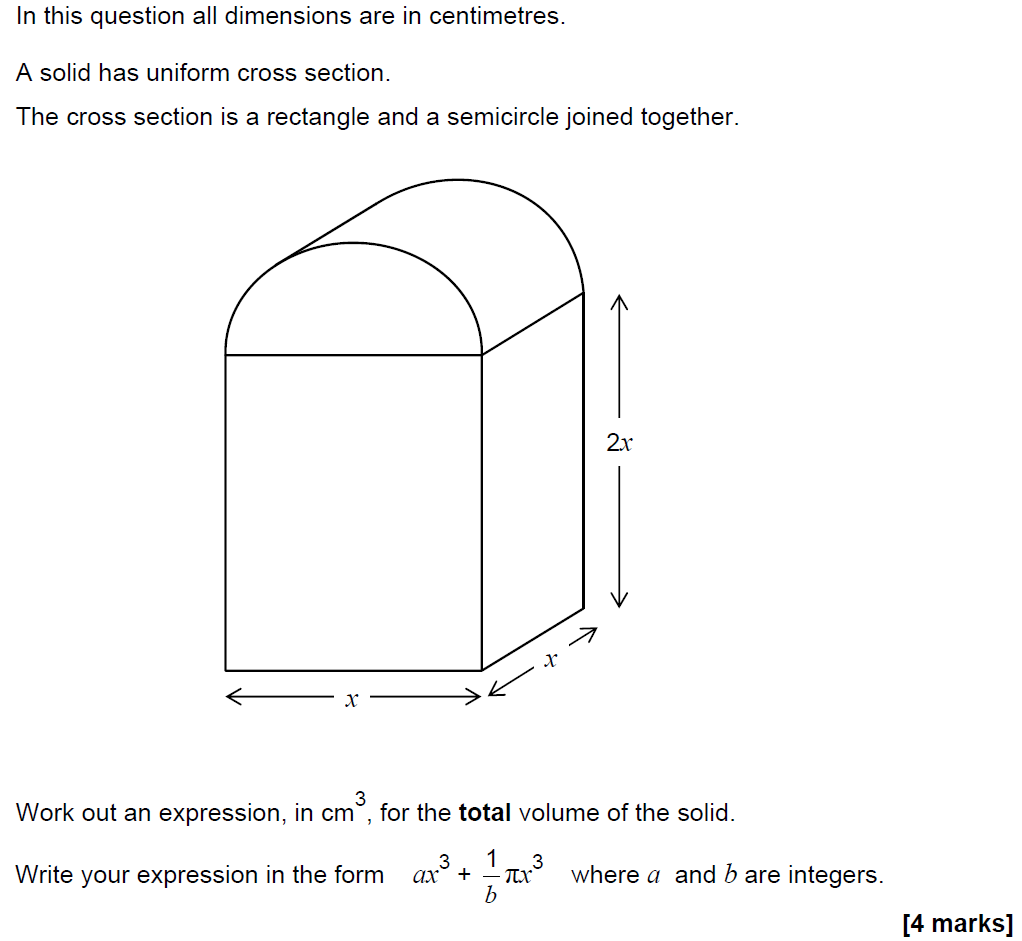 In this question all dimensions are in centimetres.
A solid has uniform cross section.
The cross section is a rectangle and a semicircle joined together.
2x
x
x
Work out an expression, in cm³, for the total volume of the solid.
Write your expression in the form ax³ + 1/b πx³ where a and b are integers.
[4 marks]